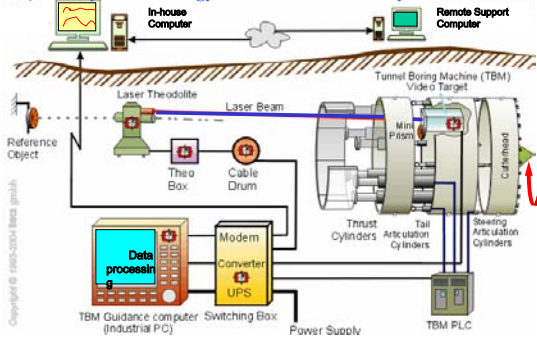 In-house
Computer
Remote Support
Computer
Tunnel Boring Machine (TBM)
Video Target
Laser Theodolite
Laser Beam
Mini
Prism
Cutterhead
Reference
Object
Theo
Box
Cable
Drum
Thrust
Cylinders
Tail
Articulation
Cylinders
Steering
Articulation
Cylinders
Data
processin
g
Modem
Converter
UPS
TBM Guidance computer
(Industrial PC)
Switching Box
Power Supply
TBM PLC